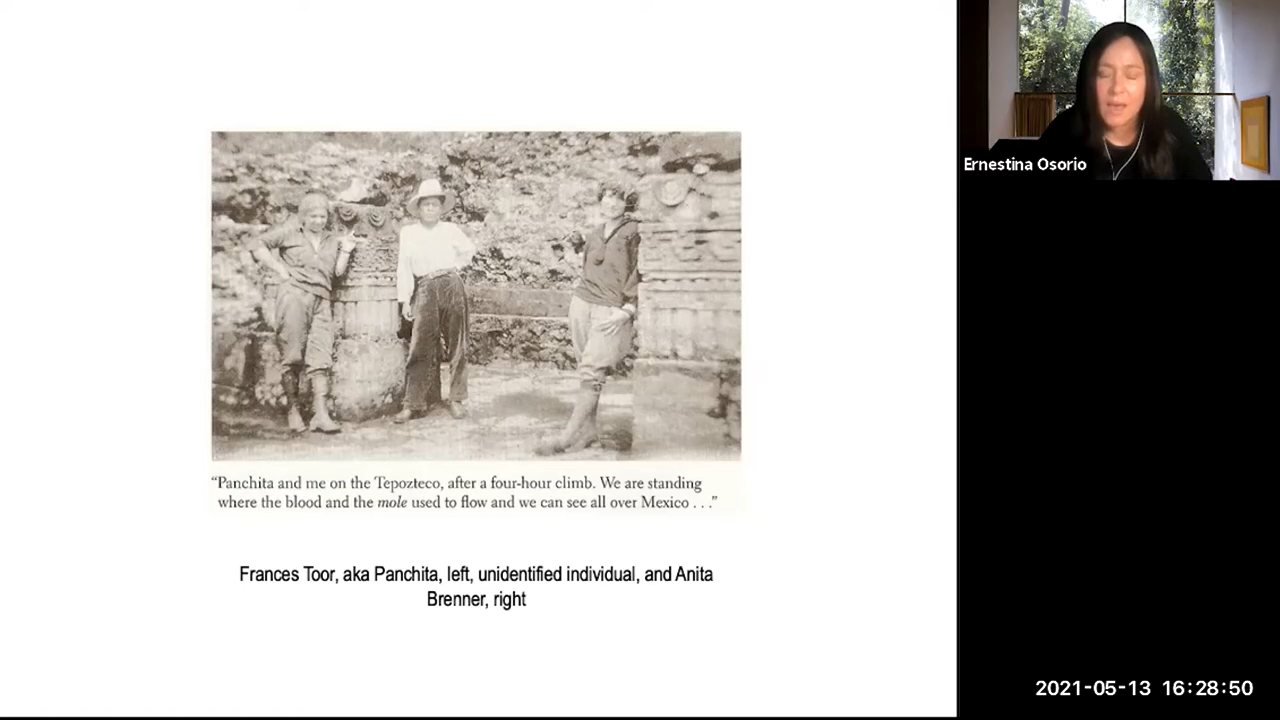 “Panchita and me on the Tepozteco, after a four-hour climb. We are standing
where the blood and the mole used to flow and we can see all over Mexico . . .”
Frances Toor, aka Panchita, left, unidentified individual, and Anita
Brenner, right
Ernestina Osorio
2021-05-13 16:28:50